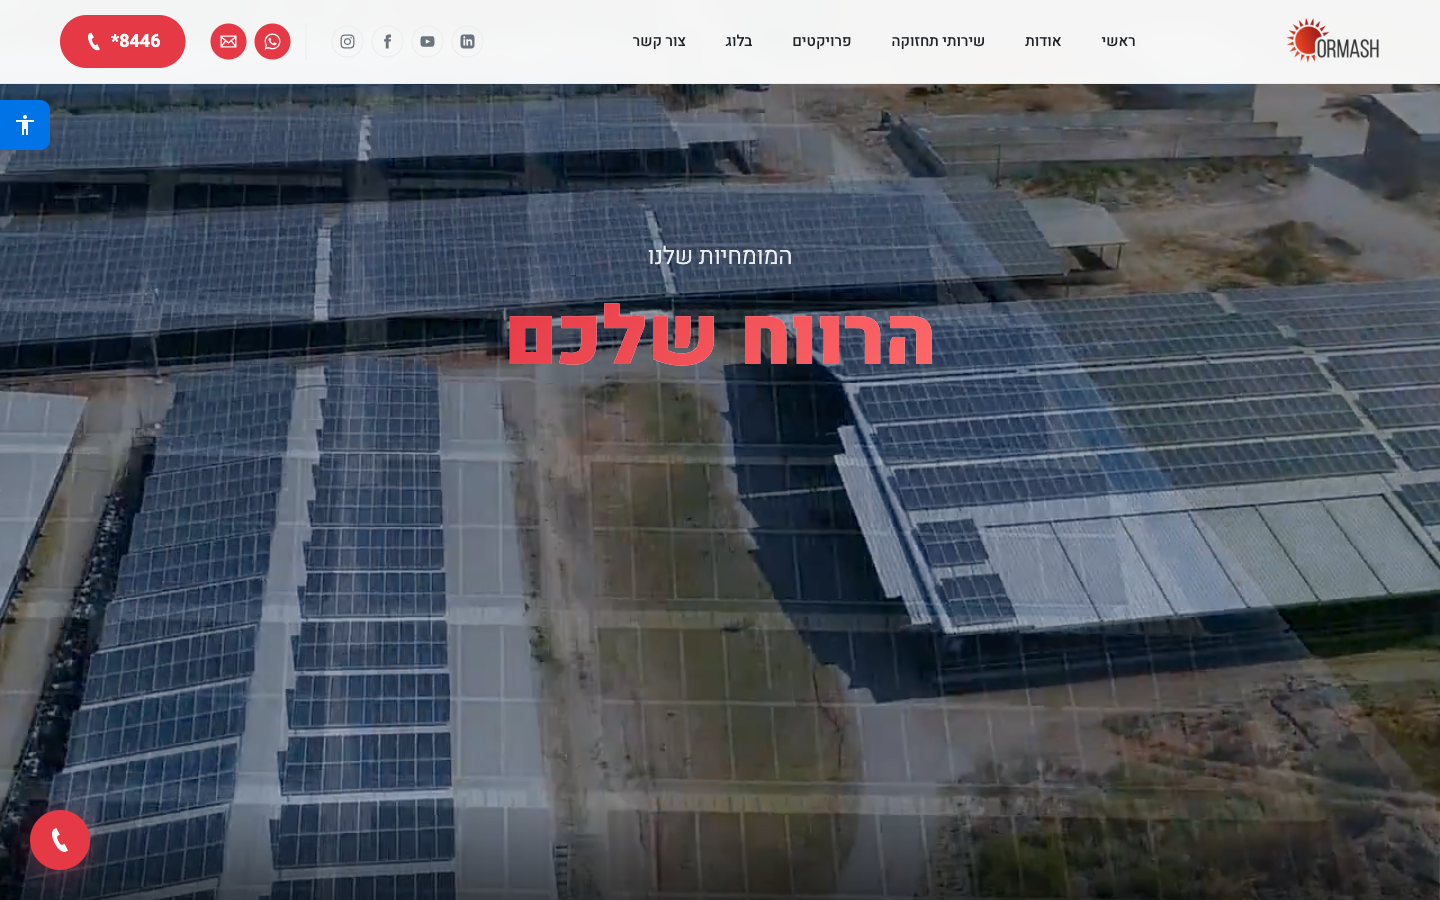 ORMASH
ראשי
אודות
שירותי תחזוקה
פרויקטים
בלוג
צור קשר
*8446
המומחיות שלנו
הרווח שלכם